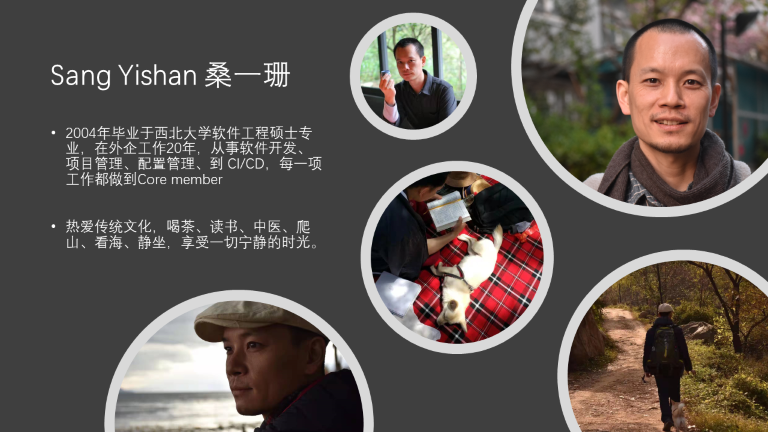 Sang Yishan 桑一珊
• 2004年毕业于西北大学软件工程硕士专
业，在外企工作20年，从事软件开发、
项目管理、配置管理、到 CI/CD，每一项
工作都做到Core member
• 热爱传统文化，喝茶、读书、中医、爬
山、看海、静坐，享受一切宁静的时光。